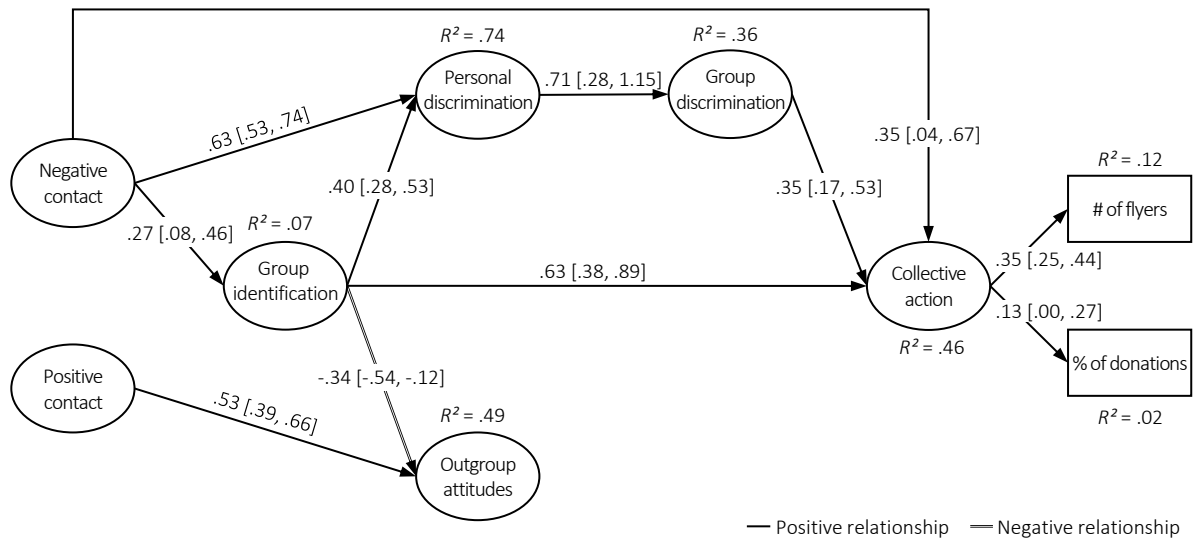 R² = .74
R² = .36
Personal
discrimination
.71 [.28, 1.15]
Group
discrimination
.63 [.53, .74]
.35 [.04, .67]
Negative
contact
.40 [.28, .53]
.35 [.17, .53]
R² = .12
# of flyers
.27 [.08, .46]
R² = .07
Group
identification
.63 [.38, .89]
Collective
action
.35 [.25, .44]
.13 [.00, .27]
R² = .46
% of donations
R² = .02
Positive
contact
-.34 [-.54, -.12]
.53 [.39, .66]
R² = .49
Outgroup
attitudes
Positive relationship
Negative relationship